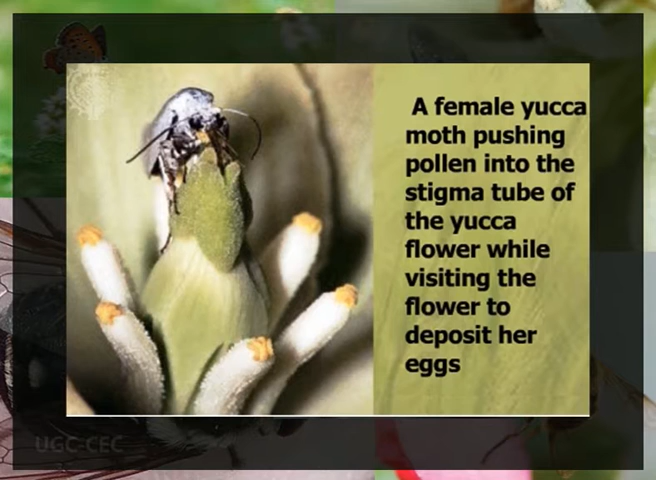 A female yucca
moth pushing
pollen into the
stigma tube of
the yucca
flower while
visiting the
flower to
deposit her
eggs
UGC-CEC